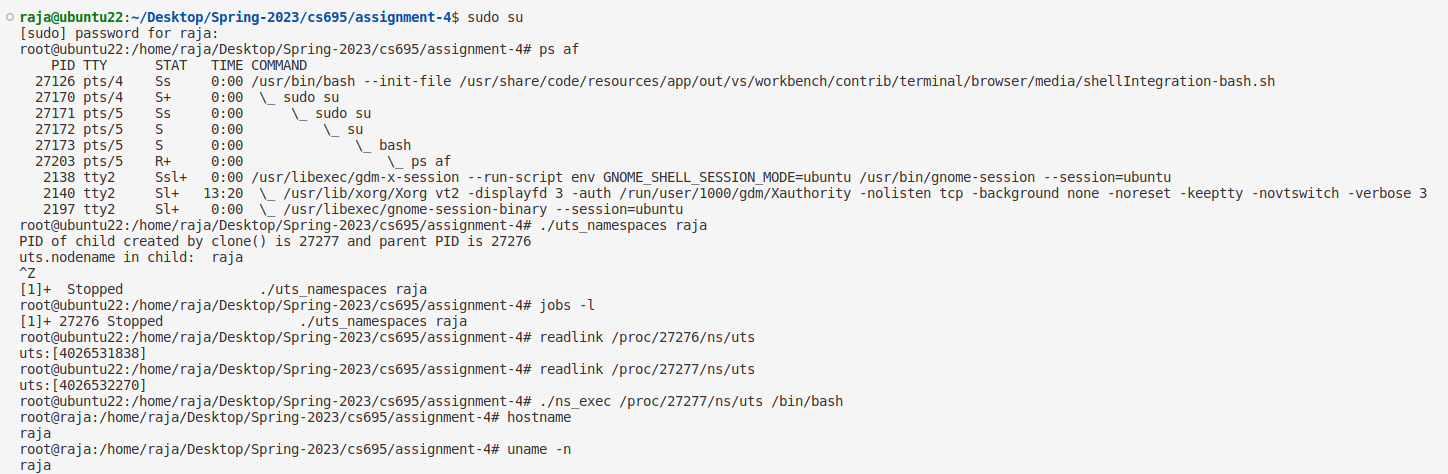 raja@ubuntu22:~/Desktop/Spring-2023/cs695/assignment-4$ sudo su
[sudo] password for raja:
root@ubuntu22:/home/raja/Desktop/Spring-2023/cs695/assignment-4# ps af
    PID TTY      STAT   TIME COMMAND
  27126 pts/4    Ss     0:00 /usr/bin/bash --init-file /usr/share/code/resources/app/out/vs/workbench/contrib/terminal/browser/media/shellIntegration-bash.sh
  27170 pts/4    S+     0:00  \_ sudo su
  27171 pts/5    Ss     0:00      \_ sudo su
  27172 pts/5    S      0:00          \_ su
  27173 pts/5    S      0:00              \_ bash
  27203 pts/5    R+     0:00                  \_ ps af
   2138 tty2     Ssl+   0:00 /usr/libexec/gdm-x-session --run-script env GNOME_SHELL_SESSION_MODE=ubuntu /usr/bin/gnome-session --session=ubuntu
   2140 tty2     Sl+   13:20  \_ /usr/lib/xorg/Xorg vt2 -displayfd 3 -auth /run/user/1000/gdm/Xauthority -nolisten tcp -background none -noreset -keeptty -novtswitch -verbose 3
   2197 tty2     Sl+    0:00  \_ /usr/libexec/gnome-session-binary --session=ubuntu
root@ubuntu22:/home/raja/Desktop/Spring-2023/cs695/assignment-4# ./uts_namespaces raja
PID of child created by clone() is 27277 and parent PID is 27276
uts.nodename in child:  raja
^Z
[1]+  Stopped                 ./uts_namespaces raja
root@ubuntu22:/home/raja/Desktop/Spring-2023/cs695/assignment-4# jobs -l
[1]+ 27276 Stopped                 ./uts_namespaces raja
root@ubuntu22:/home/raja/Desktop/Spring-2023/cs695/assignment-4# readlink /proc/27276/ns/uts
uts:[4026531838]
root@ubuntu22:/home/raja/Desktop/Spring-2023/cs695/assignment-4# readlink /proc/27277/ns/uts
uts:[4026532270]
root@ubuntu22:/home/raja/Desktop/Spring-2023/cs695/assignment-4# ./ns_exec /proc/27277/ns/uts /bin/bash
root@raja:/home/raja/Desktop/Spring-2023/cs695/assignment-4# hostname
raja
root@raja:/home/raja/Desktop/Spring-2023/cs695/assignment-4# uname -n
raja